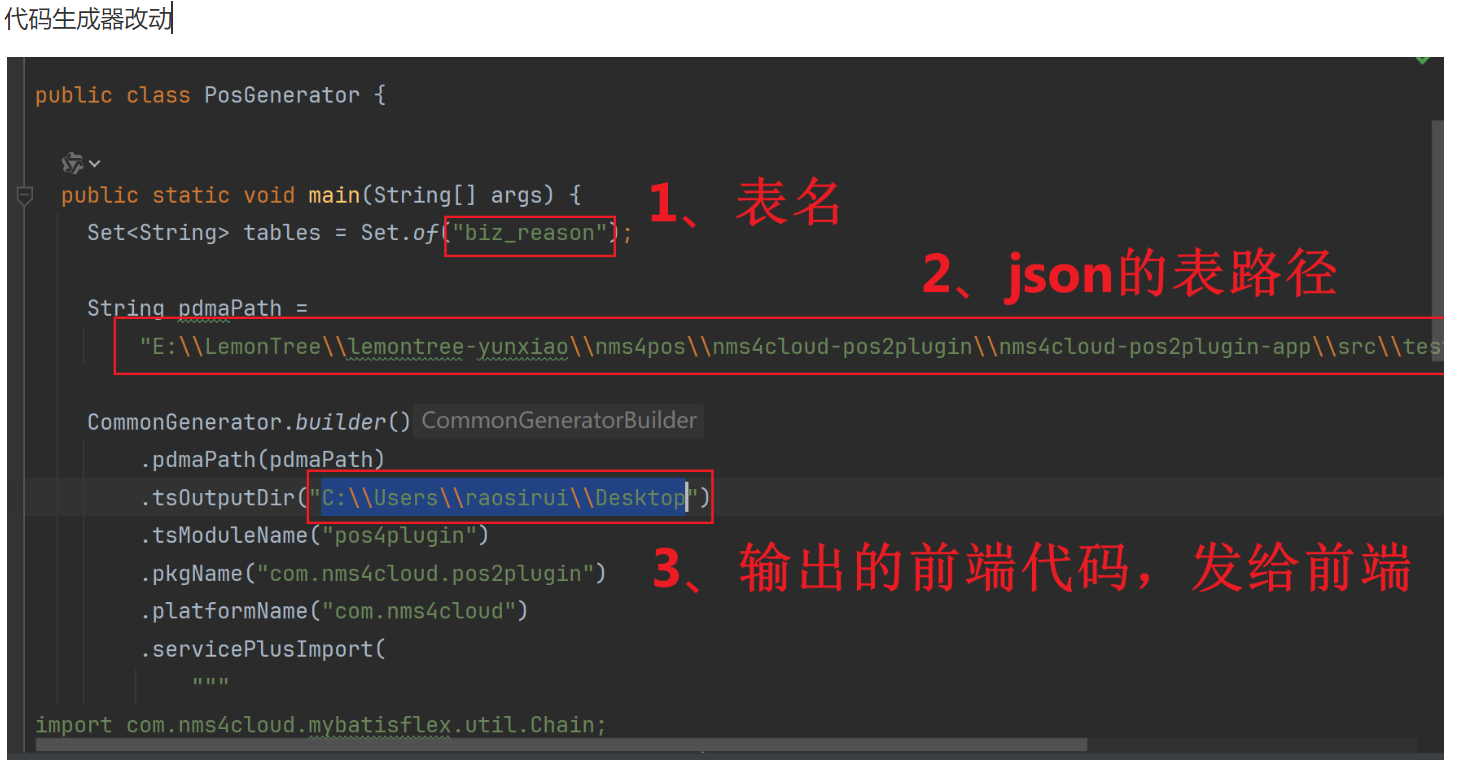 代码生成器改动
public class PosGenerator {
public static void main(String[] args) {
1、表名
Set<String> tables = Set.of("biz_reason");
2、json的表路径
String pdmaPath =
"E:\\LemonTree\\lemontree-yunxiao\\nms4pos\\nms4cloud-pos2plugin\\nms4cloud-pos2plugin-app\\src\\tes
CommonGenerator.builder() CommonGeneratorBuilder
.pdmaPath(pdmaPath)
.tsOutputDir("C:\\Users\\raosirui\\Desktop")
.tsModuleName("pos4plugin")
3、输出的前端代码，发给前端
.pkgName("com.nms4cloud.pos2plugin")
.platformName("com.nms4cloud")
.servicePlusImport(
"""
import com.nms4cloud.mybatisflex.util.Chain;